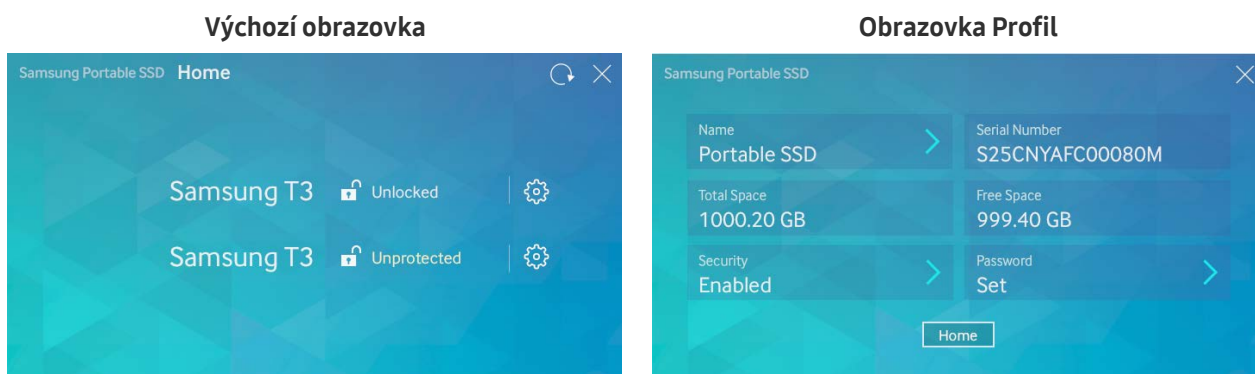 Výchozí obrazovka
Samsung Portable SSD Home
Samsung T3 Unlocked
Samsung T3 Unprotected
Obrazovka Profil
Samsung Portable SSD
Name
Portable SSD
Serial Number
S25CNYAFC00080M
Total Space
1000.20 GB
Free Space
999.40 GB
Security
Enabled
Password
Set
Home